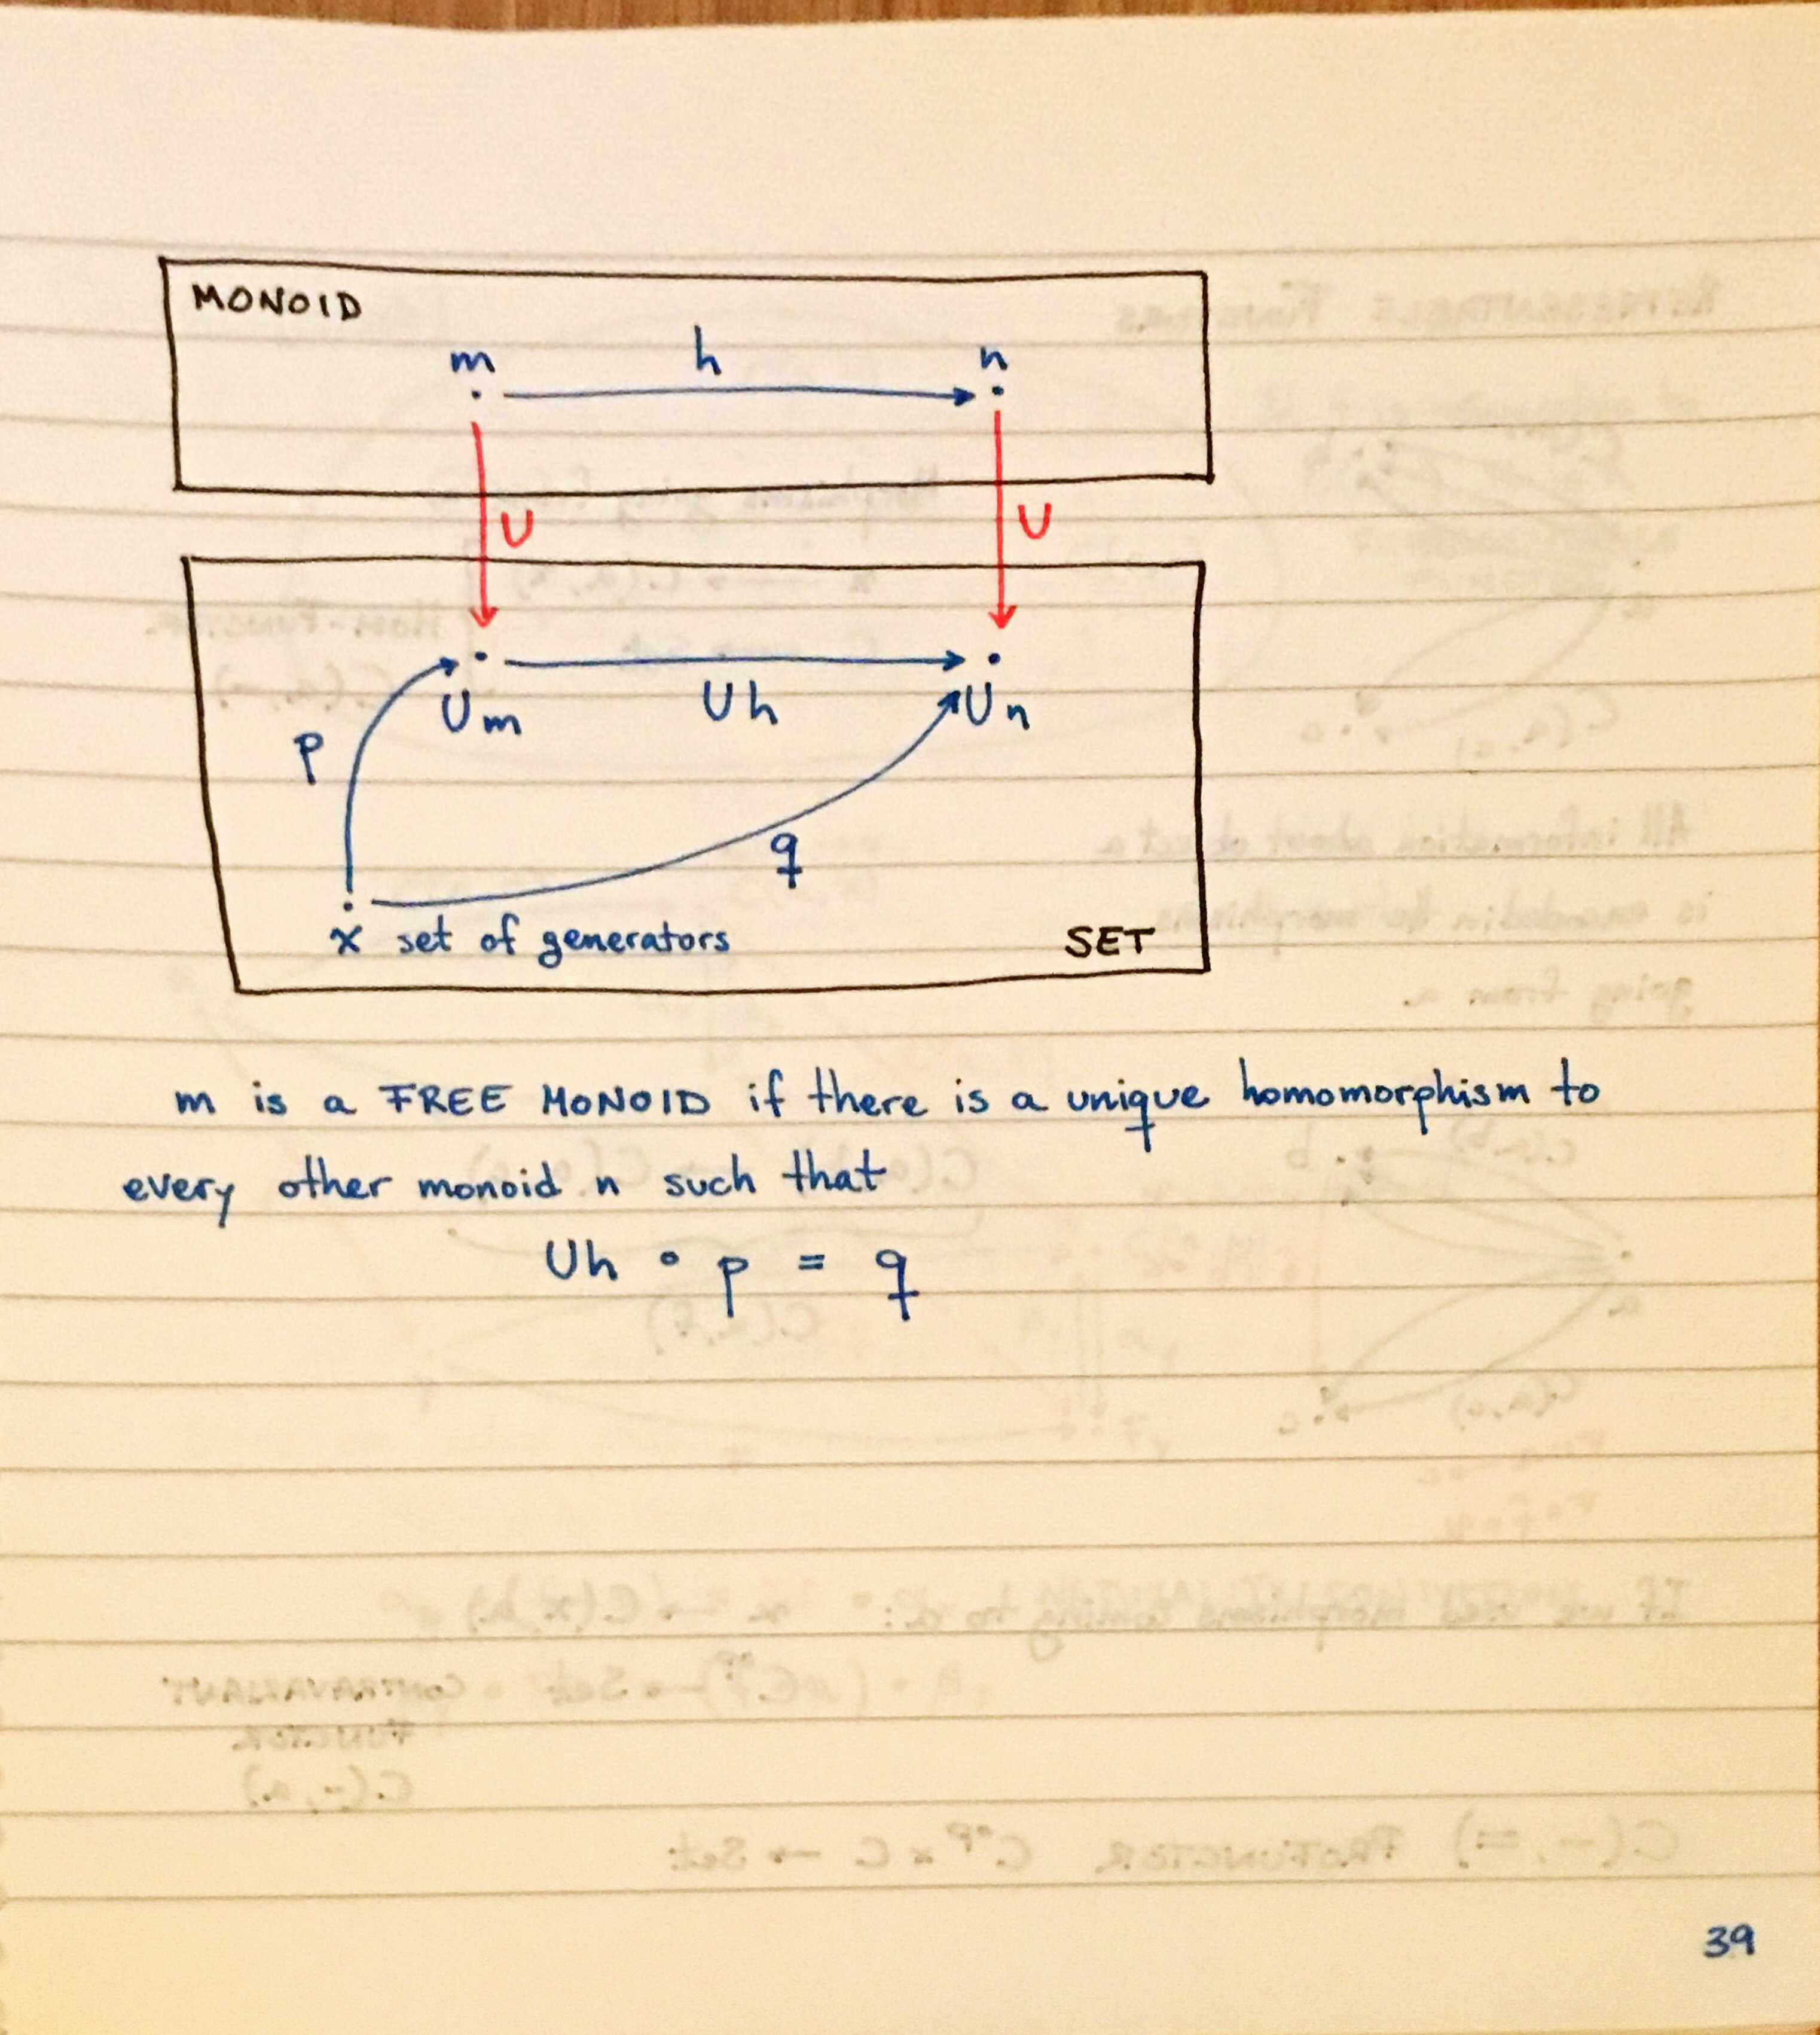 MONOID
m h n
U U
Um Uh Un
p
q
x set of generators
SET
m is a FREE MONOID if there is a unique homomorphism to
every other monoid n such that
Uh ∘ p = q
39